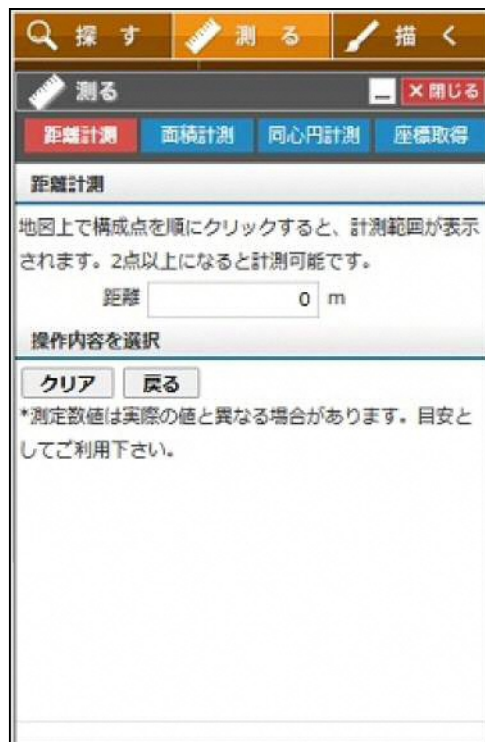 探す 測る 描く
測る ×閉じる
距離計測 面積計測 同心円計測 座標取得
距離計測
地図上で構成点を順にクリックすると、計測範囲が表示
されます。2点以上になると計測可能です。
距離 0 m
操作内容を選択
クリア 戻る
*測定数値は実際の値と異なる場合があります。目安と
してご利用下さい。